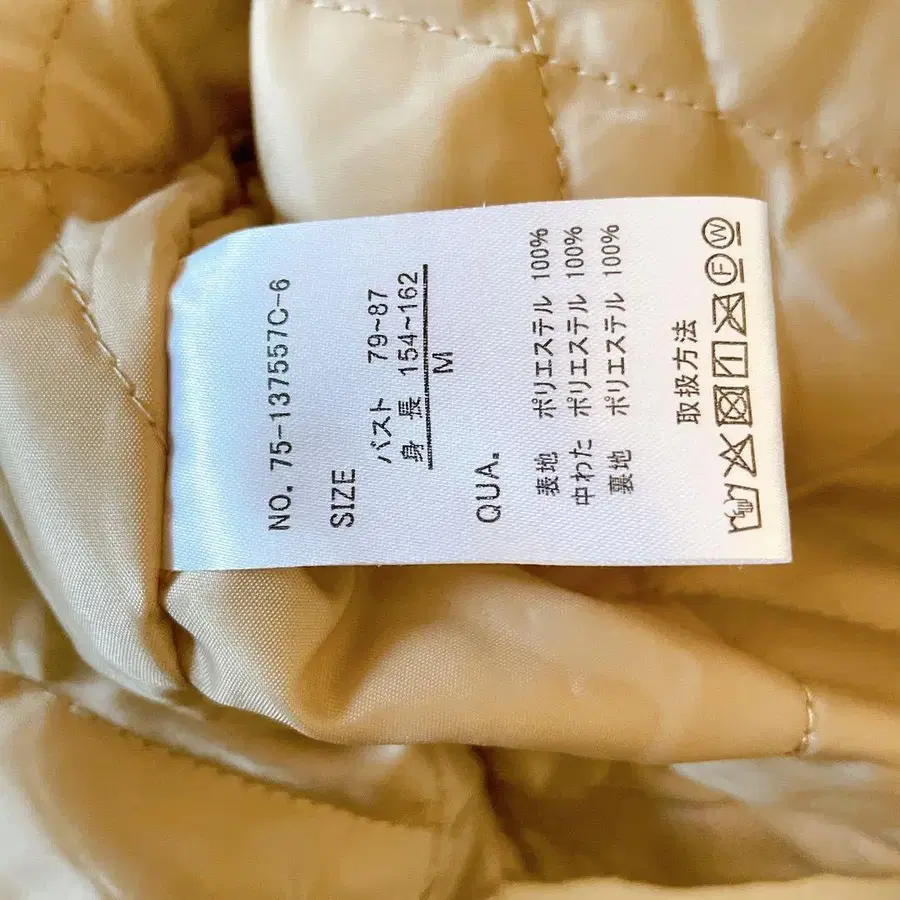 NO. 75-137557C-6
SIZE
バスト 79~87
身長 154~162
M
QUA.
表地 ポリエステル 100%
中わた ポリエステル 100%
裏地 ポリエステル 100%
取扱方法
F W